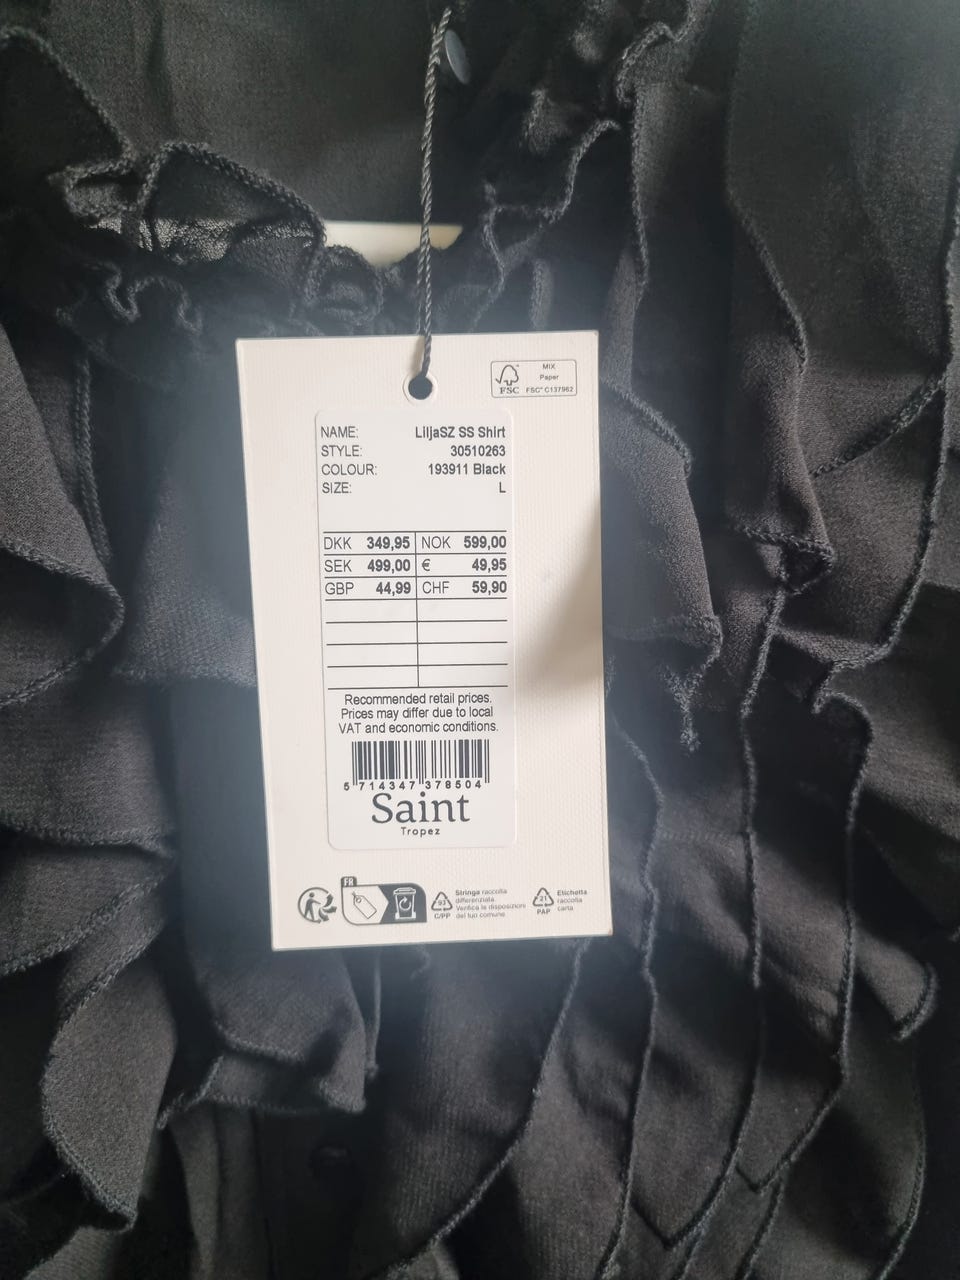 MIX
Paper
FSC
FSC® C137962
NAME: LiljaSZ SS Shirt
STYLE: 30510263
COLOUR: 193911 Black
SIZE: L
DKK 349,95 NOK 599,00
SEK 499,00 € 49,95
GBP 44,99 CHF 59,90
Recommended retail prices.
Prices may differ due to local
VAT and economic conditions.
5 714347 378504
Saint
Tropez
FR
93
C/PP
Stringa raccolta
differenziata.
Verifica le disposizioni
del tuo comune
21
PAP
Etichetta
raccolta
carta